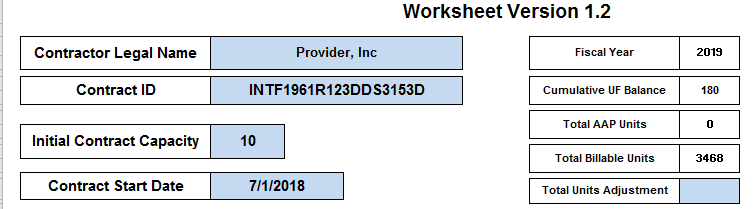 Worksheet Version 1.2
Contractor Legal Name Provider, Inc
Fiscal Year 2019
Contract ID INTF1961R123DDS3153D
Cumulative UF Balance 180
Total AAP Units 0
Initial Contract Capacity 10
Total Billable Units 3468
Contract Start Date 7/1/2018
Total Units Adjustment